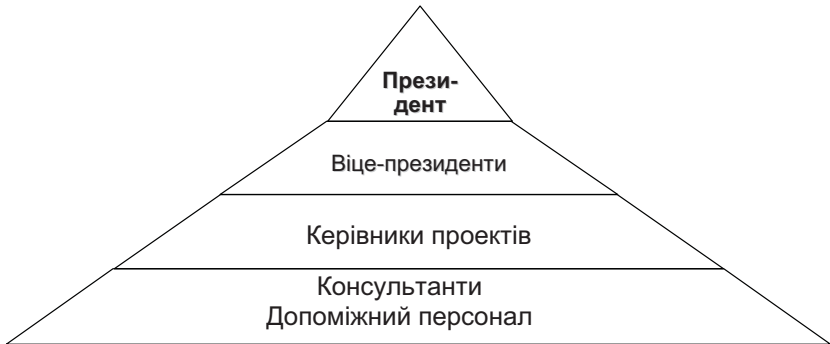 Прези-
дент
Віце-президенти
Керівники проектів
Консультанти
Допоміжний персонал